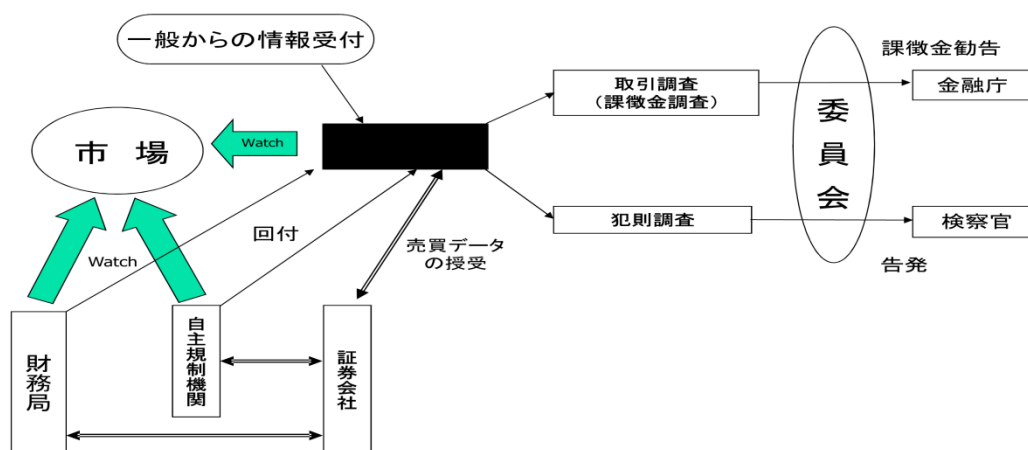 一般からの情報受付
課徴金勧告
取引調査
（課徴金調査）
金融庁
委員会
市 場
Watch
犯則調査
検察官
告発
回付
売買データ
の授受
Watch
財務局
自主規制機関
証券会社